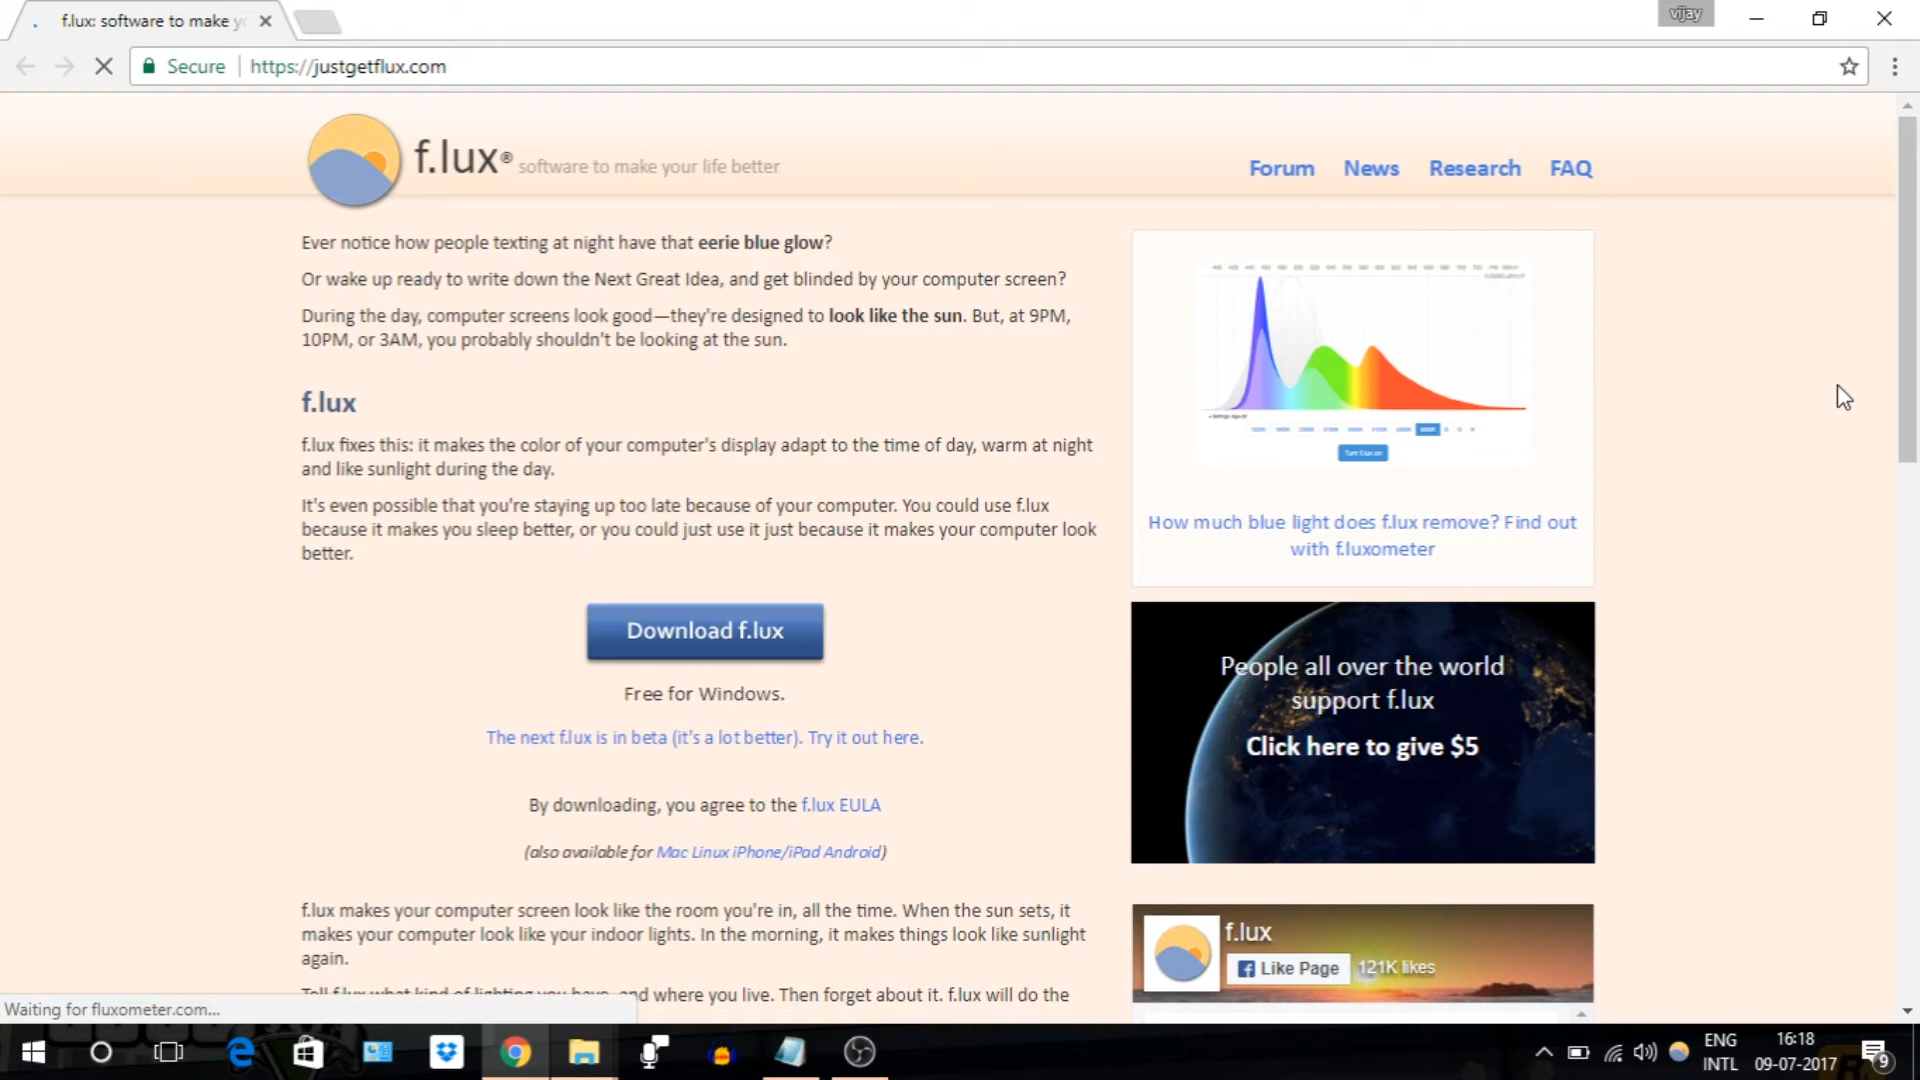 f.lux: software to make y
vijay
Secure
https://justgetflux.com
f.lux® software to make your life better
Forum
News
Research
FAQ
Ever notice how people texting at night have that eerie blue glow?
Or wake up ready to write down the Next Great Idea, and get blinded by your computer screen?
During the day, computer screens look good—they're designed to look like the sun. But, at 9PM,
10PM, or 3AM, you probably shouldn't be looking at the sun.
f.lux
f.lux fixes this: it makes the color of your computer's display adapt to the time of day, warm at night
and like sunlight during the day.
It's even possible that you're staying up too late because of your computer. You could use f.lux
because it makes you sleep better, or you could just use it just because it makes your computer look
better.
Download f.lux
Free for Windows.
The next f.lux is in beta (it's a lot better). Try it out here.
By downloading, you agree to the f.lux EULA
(also available for Mac Linux iPhone/iPad Android)
f.lux makes your computer screen look like the room you're in, all the time. When the sun sets, it
makes your computer look like your indoor lights. In the morning, it makes things look like sunlight
again.
Tell f.lux what kind of lighting you have, and where you live. Then forget about it. f.lux will do the
How much blue light does f.lux remove? Find out
with f.luxometer
People all over the world
support f.lux
Click here to give $5
f.lux
Like Page
121K likes
Waiting for fluxometer.com...
ENG
INTL
16:18
09-07-2017
9